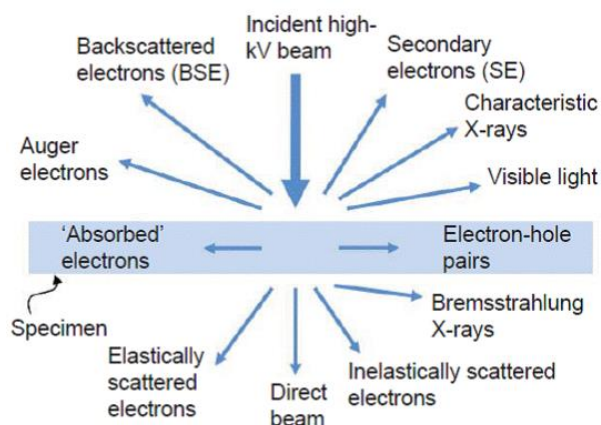 Incident high-
kV beam
Backscattered
electrons (BSE)
Secondary
electrons (SE)
Characteristic
X-rays
Auger
electrons
Visible light
‘Absorbed’
electrons
Electron-hole
pairs
Specimen
Bremsstrahlung
X-rays
Elastically
scattered
electrons
Direct
beam
Inelastically scattered
electrons